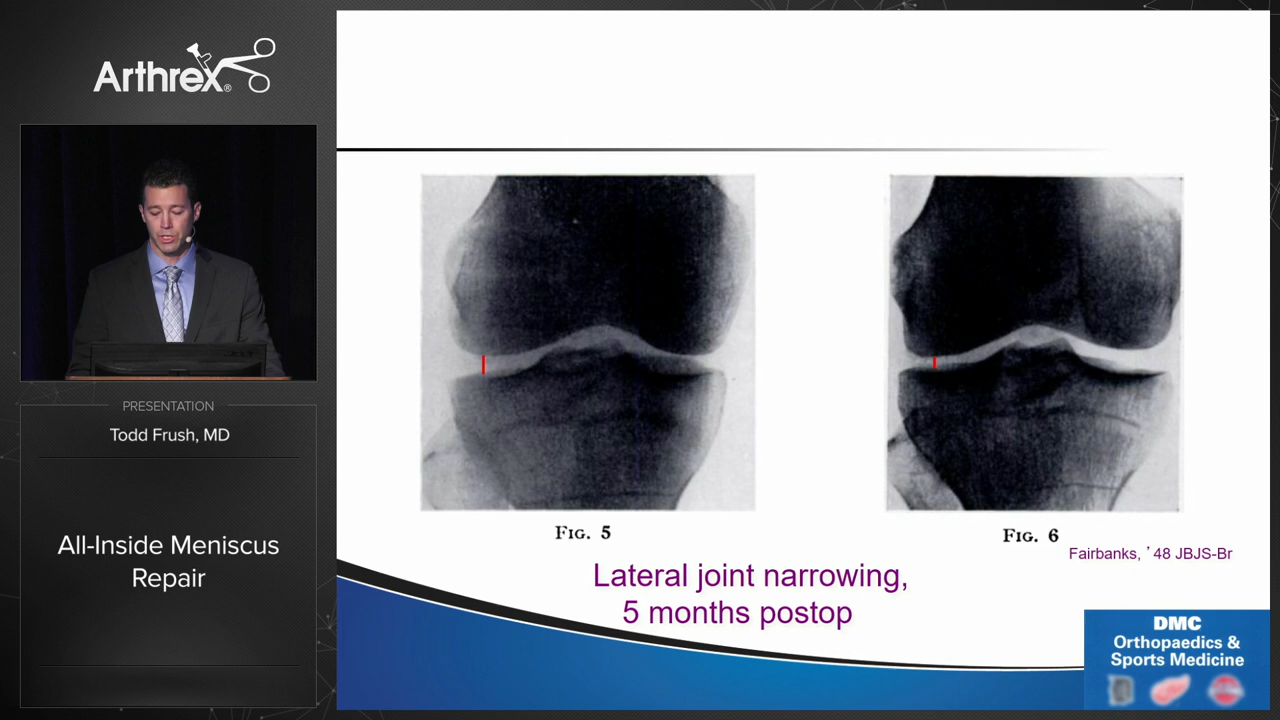 Arthrex®
PRESENTATION
Todd Frush, MD
All-Inside Meniscus
Repair
FIG. 5
FIG. 6
Fairbanks, '48 JBJS-Br
Lateral joint narrowing,
5 months postop
DMC
Orthopaedics &
Sports Medicine